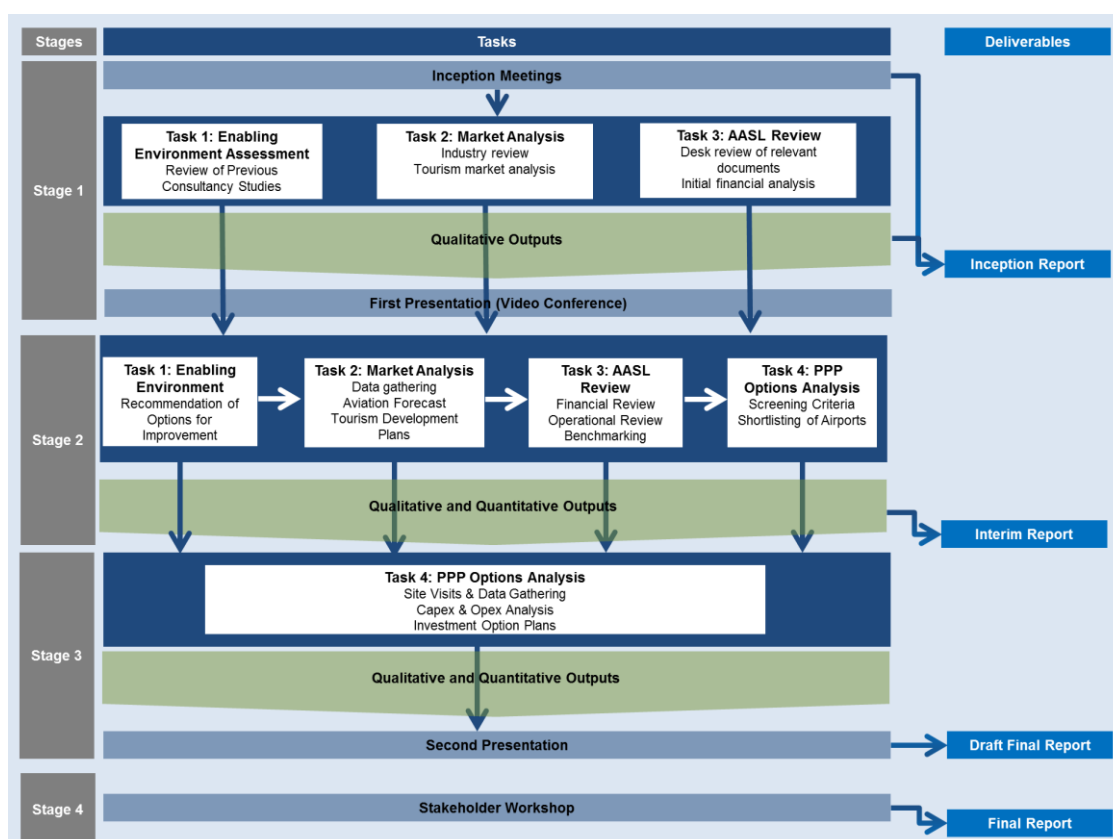 Stages
Tasks
Deliverables
Stage 1
Inception Meetings
Task 1: Enabling
Environment Assessment
Review of Previous
Consultancy Studies
Task 2: Market Analysis
Industry review
Tourism market analysis
Task 3: AASL Review
Desk review of relevant
documents
Initial financial analysis
Qualitative Outputs
Inception Report
First Presentation (Video Conference)
Stage 2
Task 1: Enabling
Environment
Recommendation of
Options for
Improvement
Task 2: Market Analysis
Data gathering
Aviation Forecast
Tourism Development
Plans
Task 3: AASL
Review
Financial Review
Operational Review
Benchmarking
Task 4: PPP
Options Analysis
Screening Criteria
Shortlisting of Airports
Qualitative and Quantitative Outputs
Interim Report
Stage 3
Task 4: PPP Options Analysis
Site Visits & Data Gathering
Capex & Opex Analysis
Investment Option Plans
Qualitative and Quantitative Outputs
Second Presentation
Draft Final Report
Stage 4
Stakeholder Workshop
Final Report